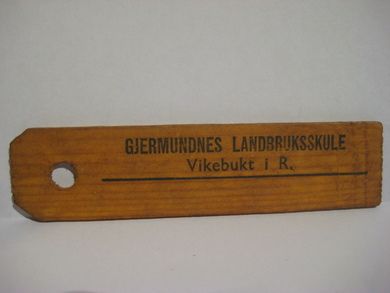 GJERMUNDNES LANDBRUKSSKULE
Vikebukt i R.